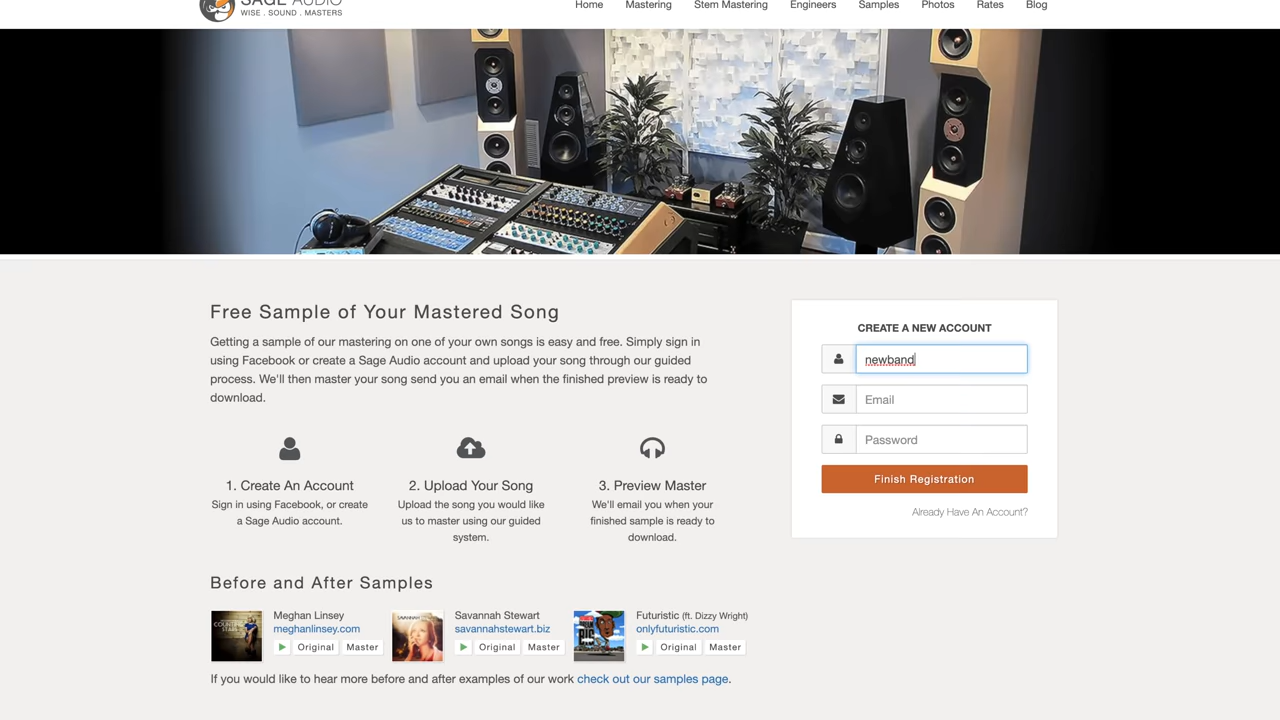 SAGE AUDIO
WISE . SOUND . MASTERS
Home Mastering Stem Mastering Engineers Samples Photos Rates Blog
Free Sample of Your Mastered Song
Getting a sample of our mastering on one of your own songs is easy and free. Simply sign in
using Facebook or create a Sage Audio account and upload your song through our guided
process. We'll then master your song send you an email when the finished preview is ready to
download.
1. Create An Account
Sign in using Facebook, or create
a Sage Audio account.
2. Upload Your Song
Upload the song you would like
us to master using our guided
system.
3. Preview Master
We'll email you when your
finished sample is ready to
download.
CREATE A NEW ACCOUNT
newband
Email
Password
Finish Registration
Already Have An Account?
Before and After Samples
COUNTING
STARS
Meghan Linsey
meghanlinsey.com
Original Master
Savannah Stewart
savannahstewart.biz
Original Master
Futuristic (ft. Dizzy Wright)
onlyfuturistic.com
Original Master
If you would like to hear more before and after examples of our work check out our samples page.